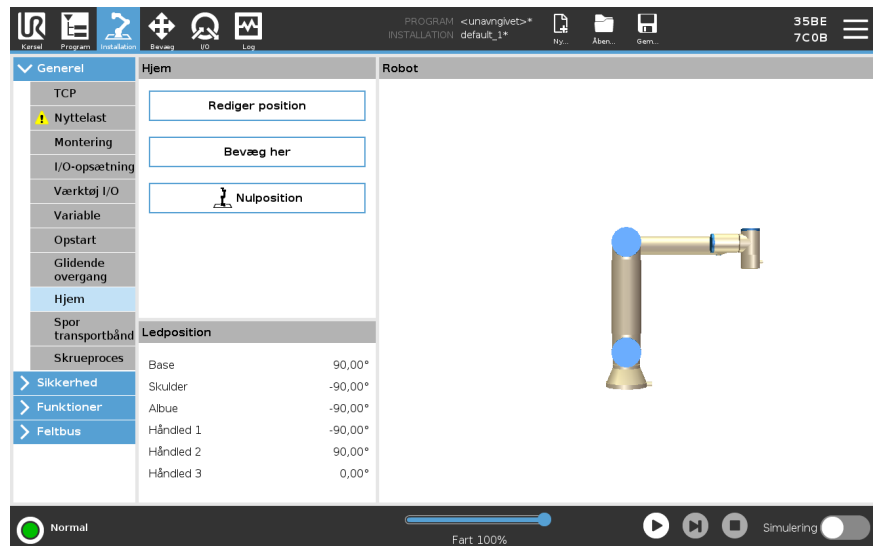 UR
Kørsel
Program
Installation
Bevæg
I/O
Log
PROGRAM <unavngivet>*
INSTALLATION default_1*
Ny...
Åben...
Gem...
35BE
7C0B
Generel
TCP
Nyttelast
Montering
I/O-opsætning
Værktøj I/O
Variable
Opstart
Glidende
overgang
Hjem
Spor
transportbånd
Skrueproces
Sikkerhed
Funktioner
Feltbus
Hjem
Rediger position
Bevæg her
Nulposition
Ledposition
Base 90,00°
Skulder -90,00°
Albue -90,00°
Håndled 1 -90,00°
Håndled 2 90,00°
Håndled 3 0,00°
Robot
Normal
Fart 100%
Simulering